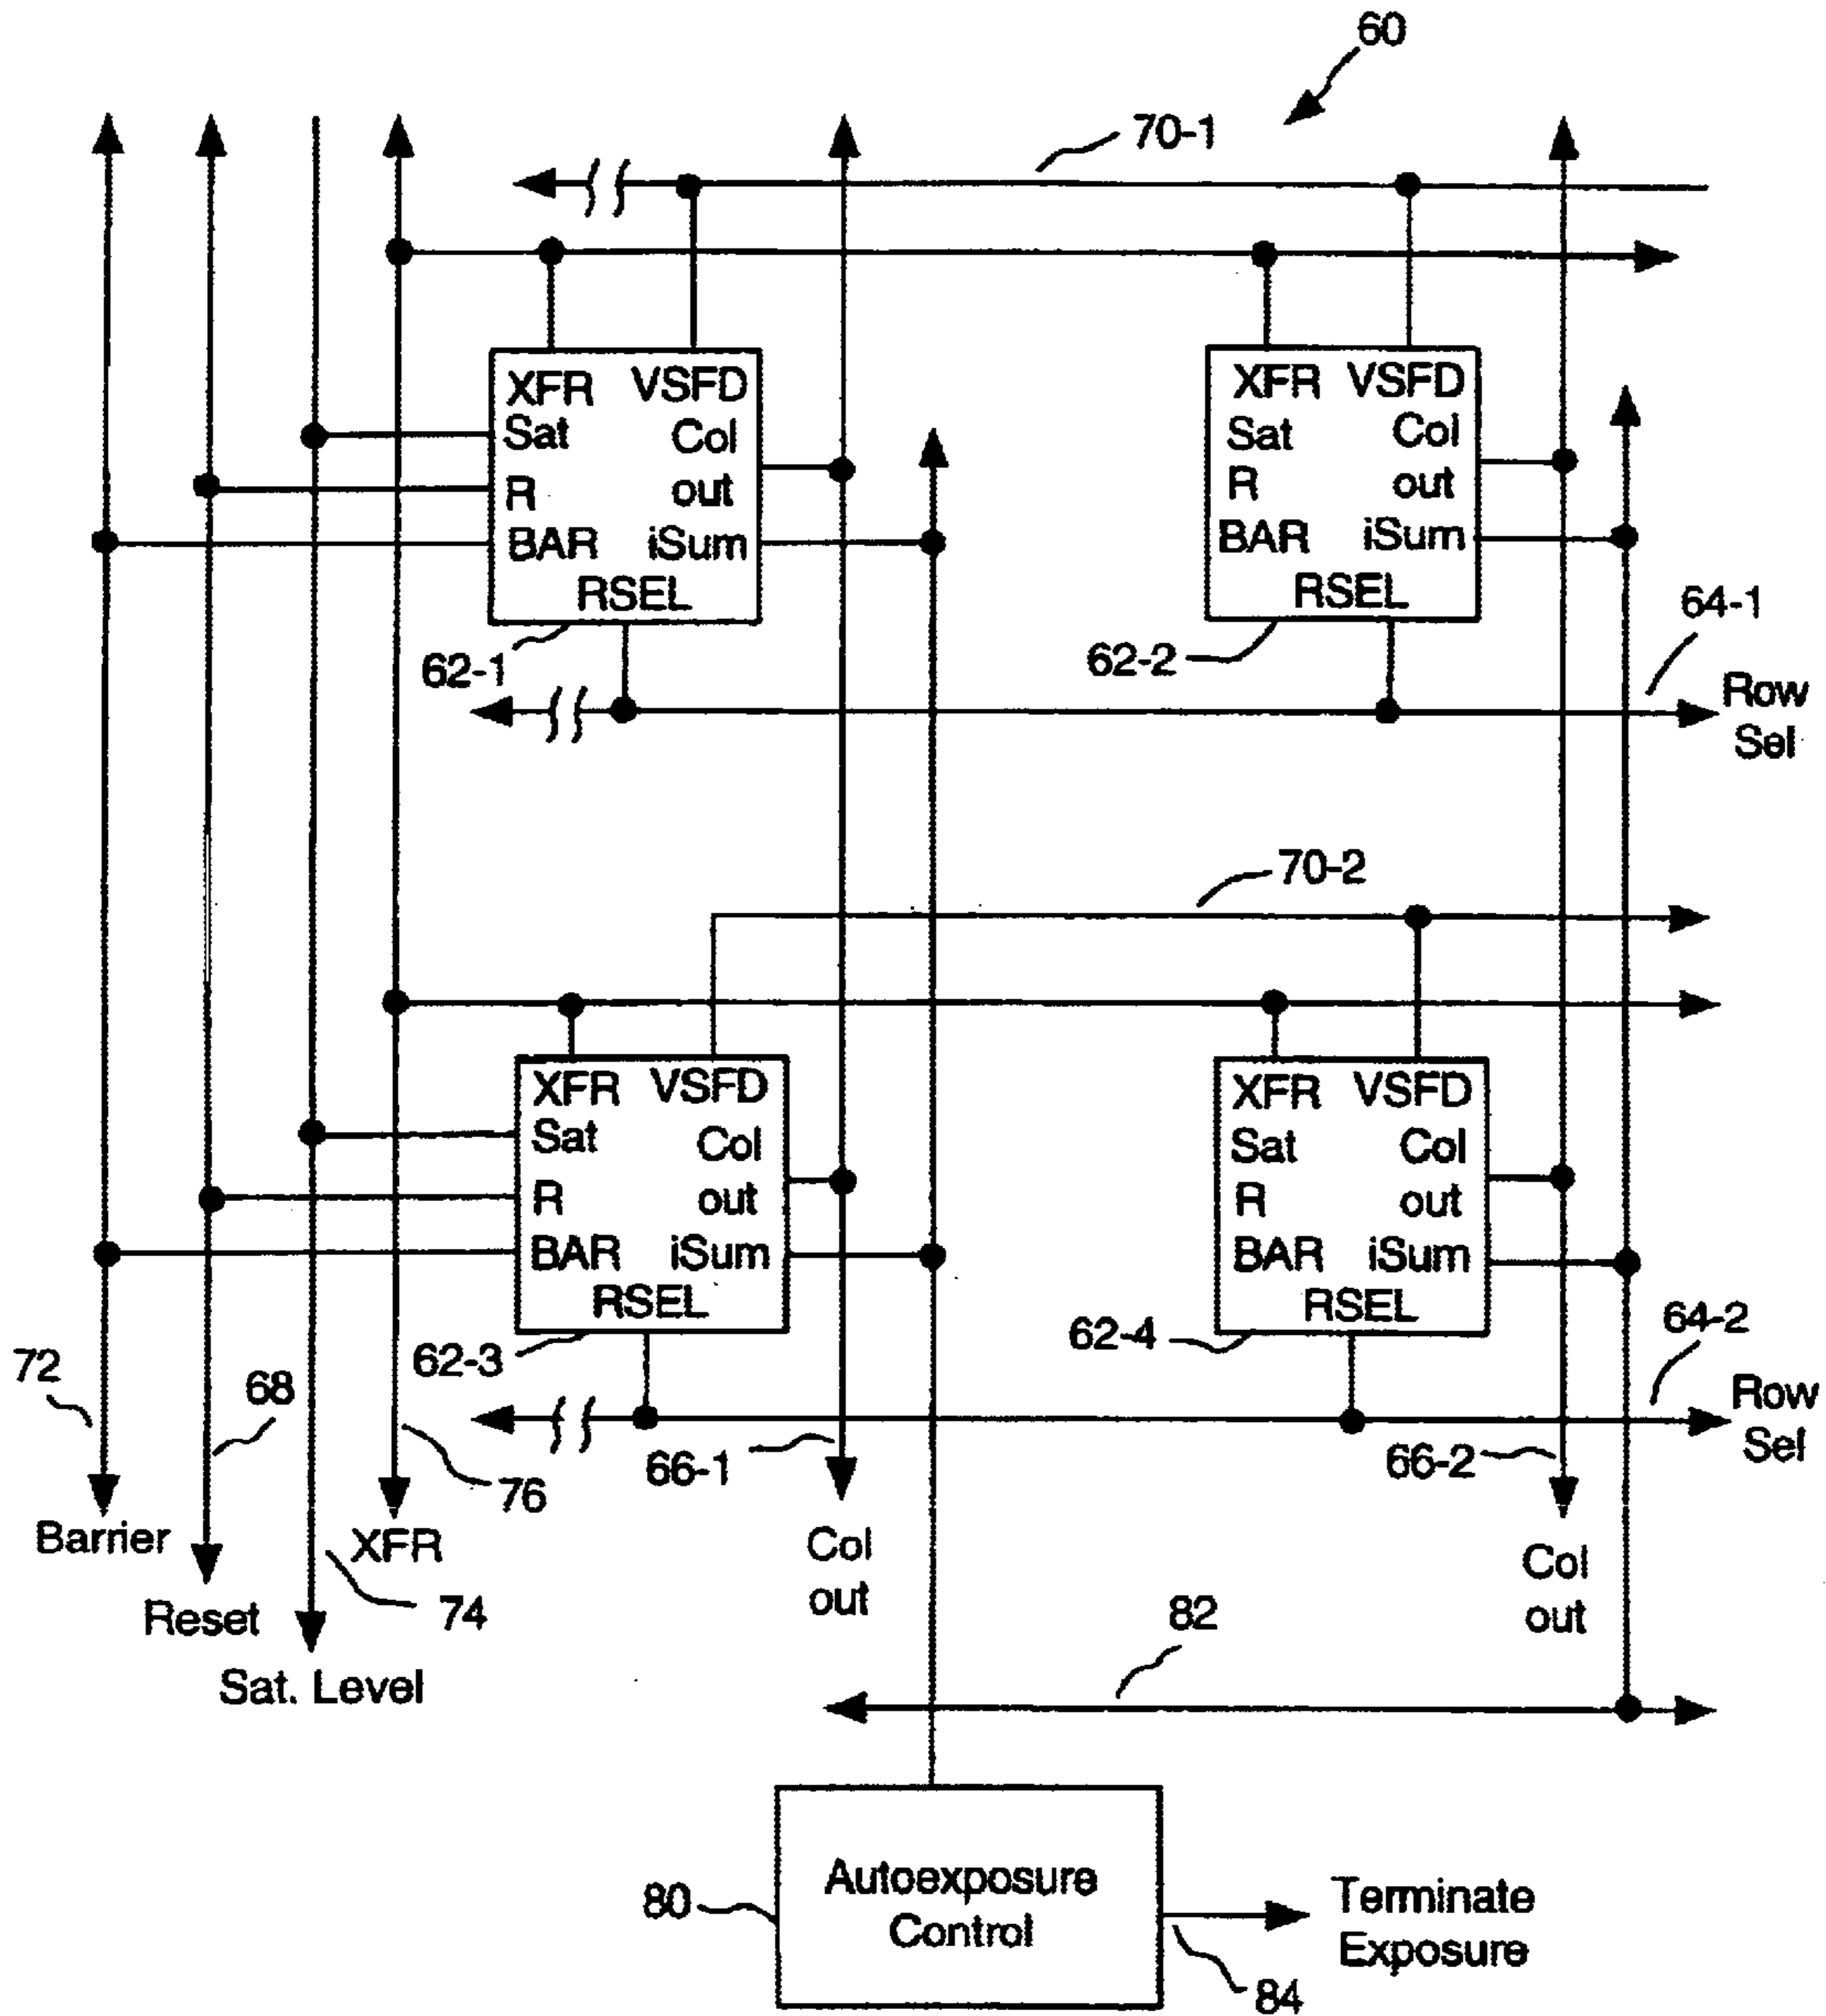 60
70-1
XFR VSFD
Sat Col
R out
BAR iSum
RSEL
62-1
XFR VSFD
Sat Col
R out
BAR iSum
RSEL
62-2
64-1
Row
Sel
70-2
XFR VSFD
Sat Col
R out
BAR iSum
RSEL
62-3
XFR VSFD
Sat Col
R out
BAR iSum
RSEL
62-4
64-2
Row
Sel
72
68
76
66-1
66-2
Barrier
XFR
Reset
74
Sat. Level
Col
out
Col
out
82
80
Autoexposure
Control
Terminate
Exposure
84